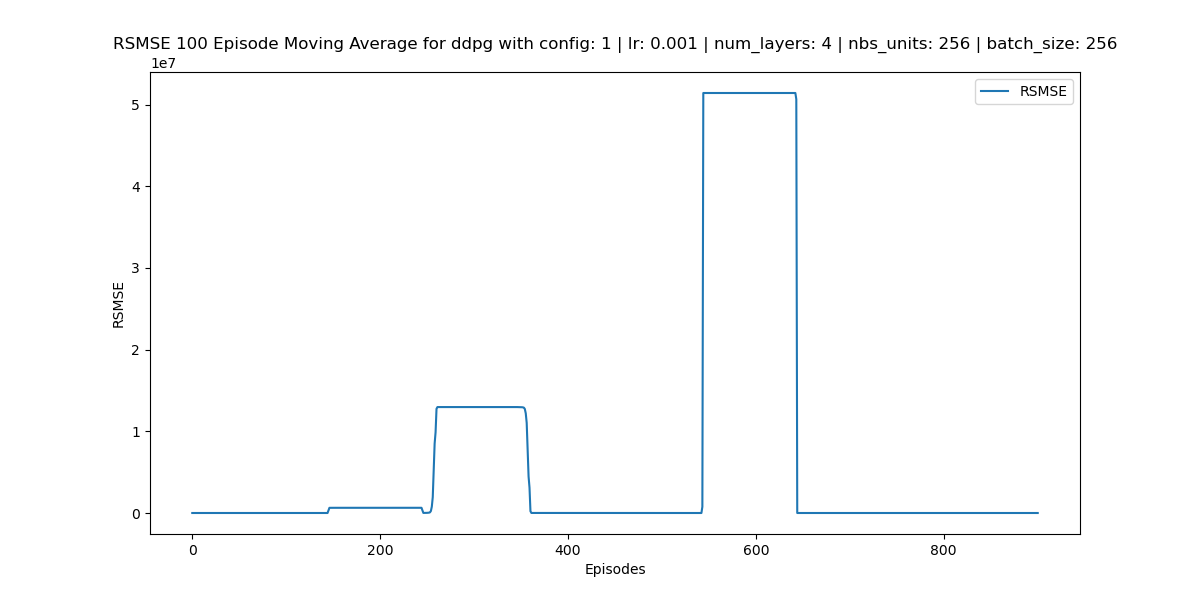 RSMSE 100 Episode Moving Average for ddpg with config: 1 | lr: 0.001 | num_layers: 4 | nbs_units: 256 | batch_size: 256
1e7
RSMSE
5
4
3
2
1
0
RSMSE
0 200 400 600 800
Episodes